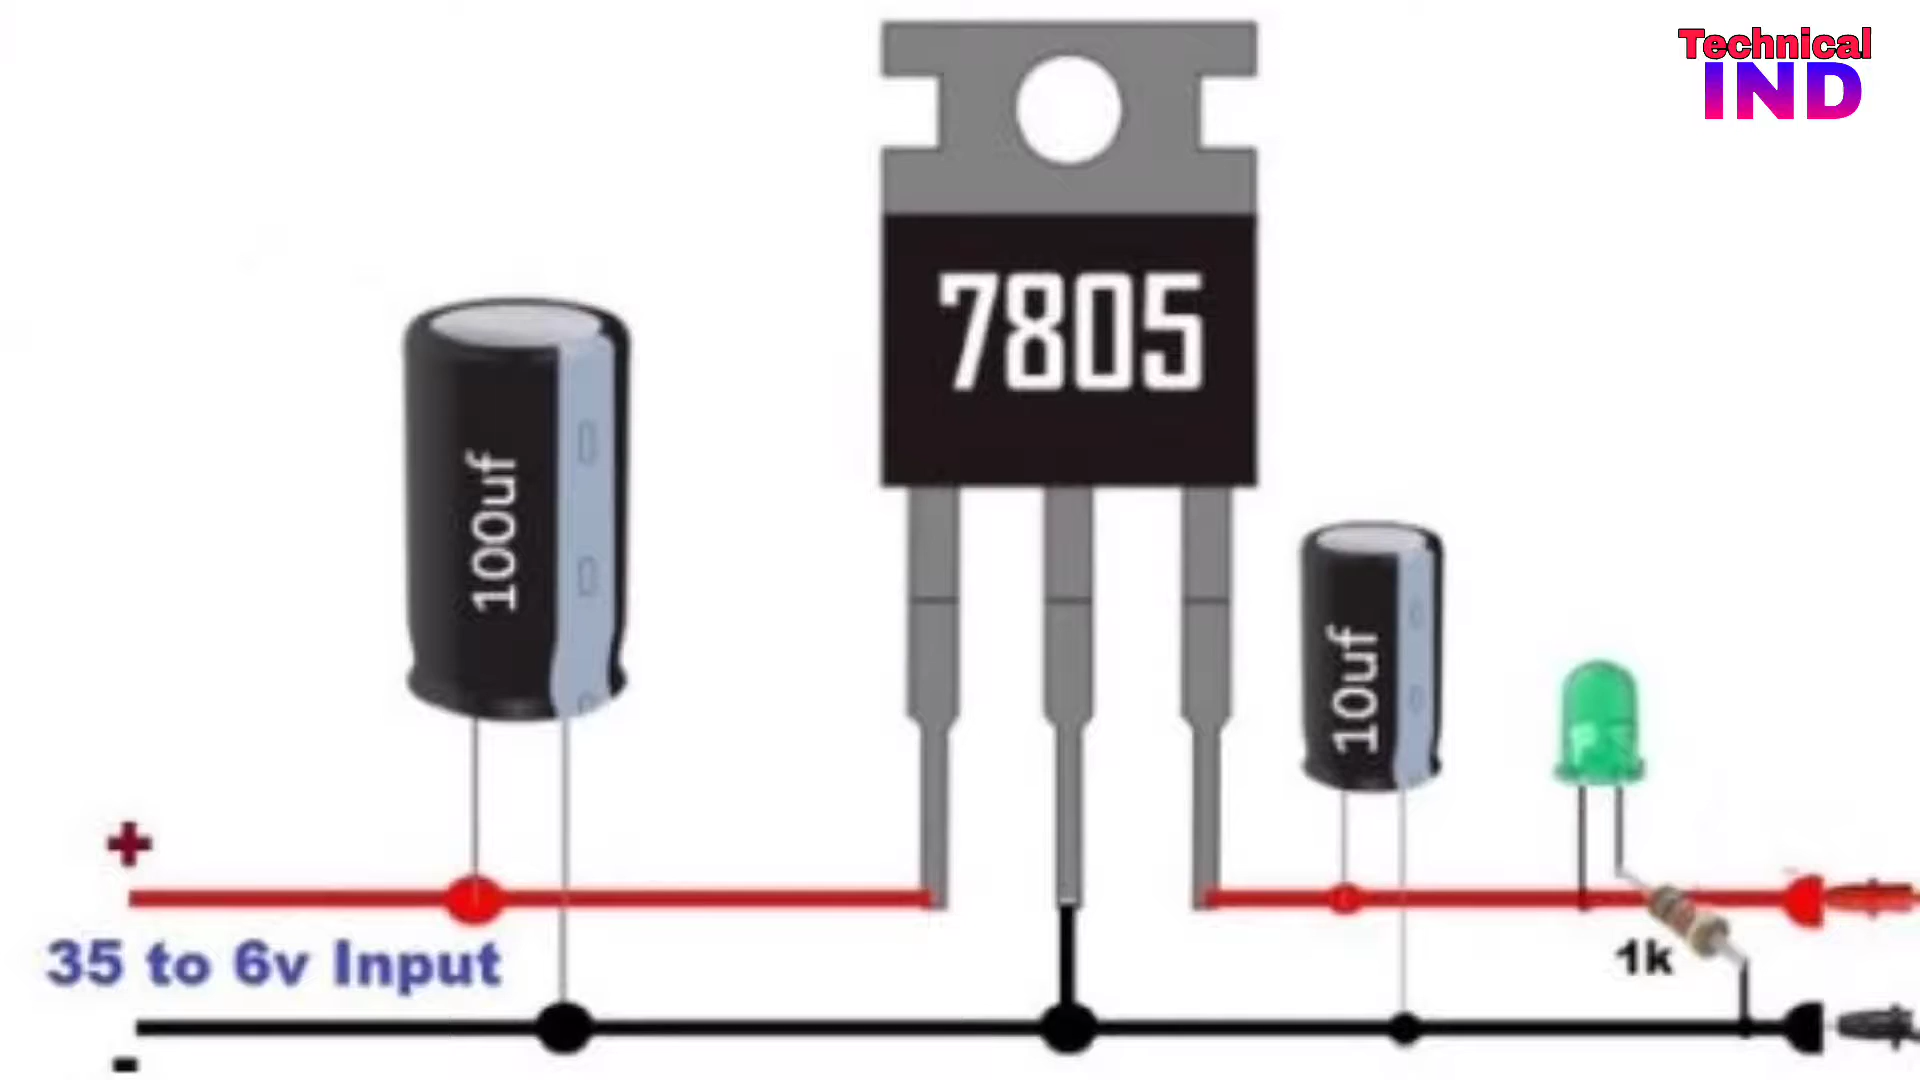 Technical
IND
7805
100uf
10uf
+
35 to 6v Input
1k
-